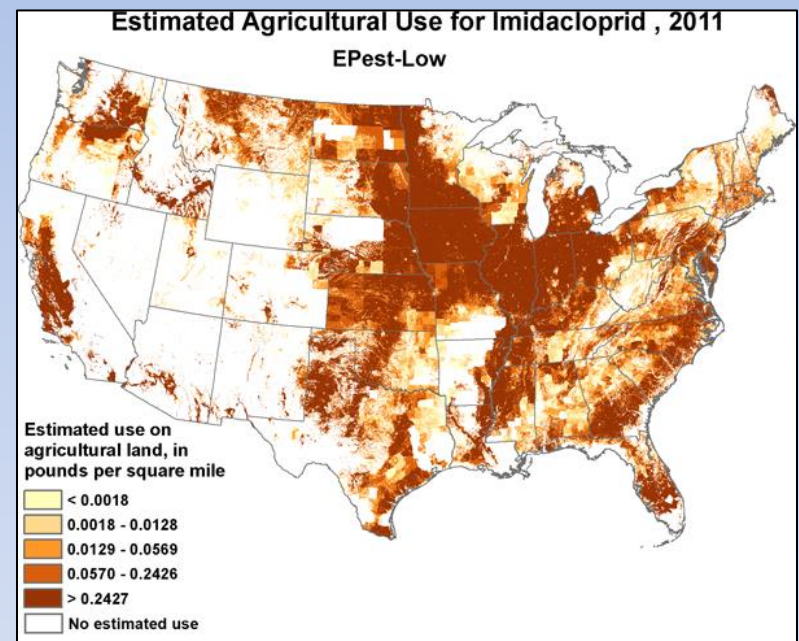 Estimated Agricultural Use for Imidacloprid , 2011
EPest-Low
Estimated use on
agricultural land, in
pounds per square mile
< 0.0018
0.0018 - 0.0128
0.0129 - 0.0569
0.0570 - 0.2426
> 0.2427
No estimated use